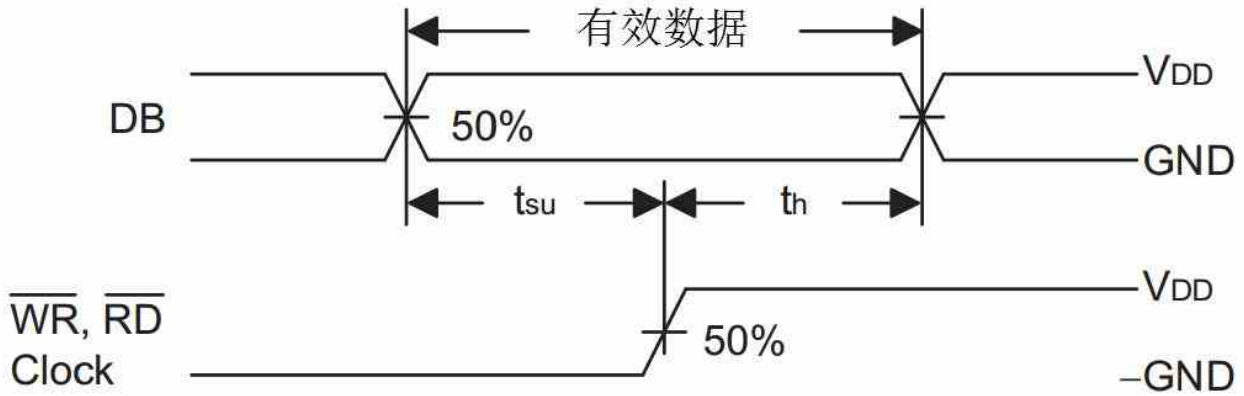 有效数据
VDD
DB
50%
GND
tsu
th
VDD
WR, RD
50%
Clock
–GND